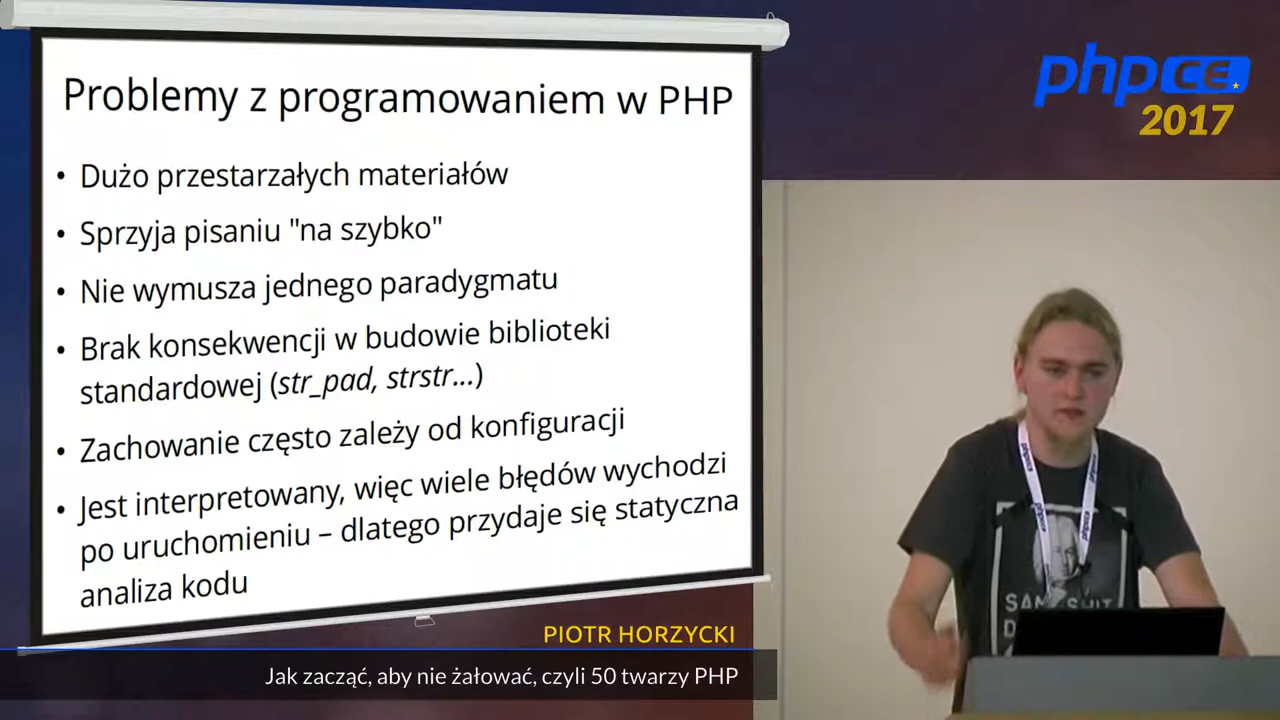 Problemy z programowaniem w PHP
• Dużo przestarzałych materiałów
• Sprzyja pisaniu "na szybko"
• Nie wymusza jednego paradygmatu
• Brak konsekwencji w budowie biblioteki
standardowej (str_pad, strstr...)
• Zachowanie często zależy od konfiguracji
• Jest interpretowany, więc wiele błędów wychodzi
po uruchomieniu – dlatego przydaje się statyczna
analiza kodu
phpCE
2017
PIOTR HORZYCKI
Jak zacząć, aby nie żałować, czyli 50 twarzy PHP
SAME SHIT